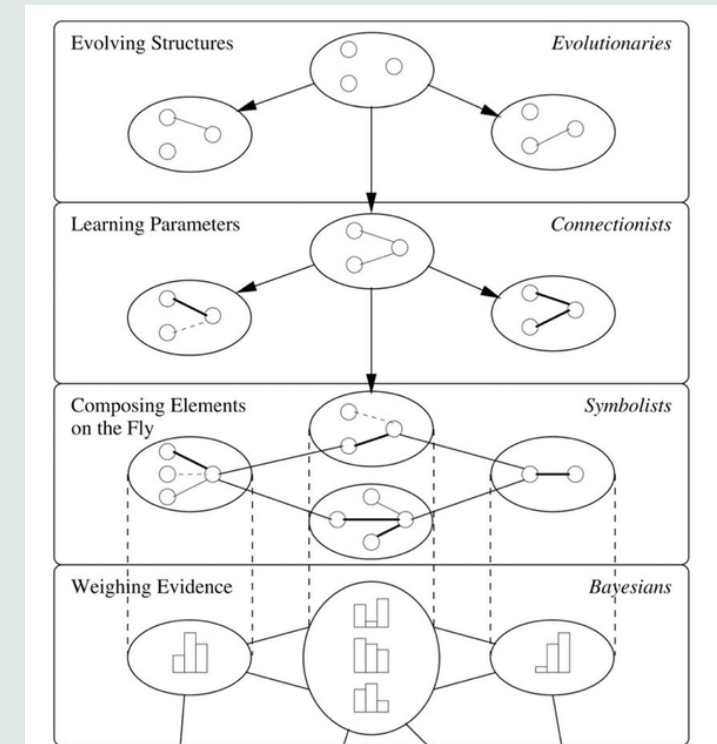 Evolving Structures
Evolutionaries
Learning Parameters
Connectionists
Composing Elements
on the Fly
Symbolists
Weighing Evidence
Bayesians